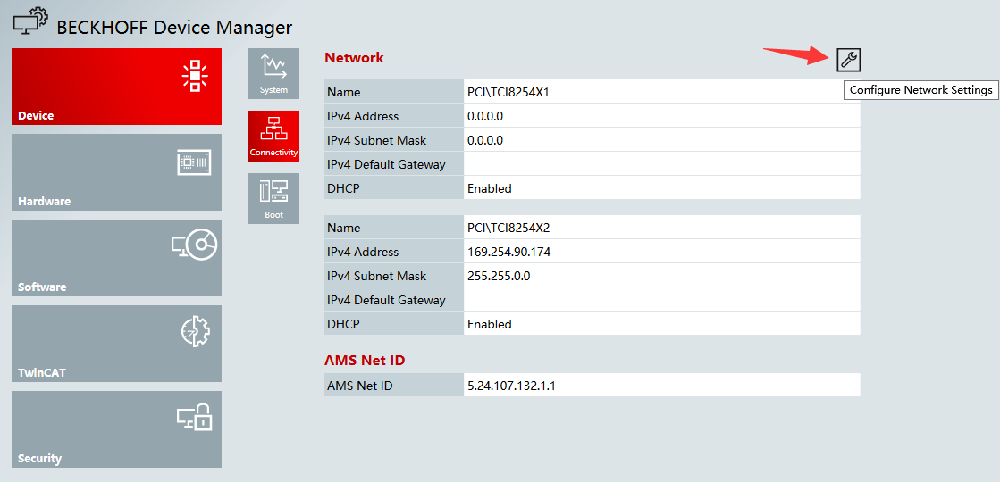 BECKHOFF Device Manager
Device
Hardware
Software
TwinCAT
Security
System
Connectivity
Boot
Network
Configure Network Settings
Name PCI\TCI8254X1
IPv4 Address 0.0.0.0
IPv4 Subnet Mask 0.0.0.0
IPv4 Default Gateway
DHCP Enabled
Name PCI\TCI8254X2
IPv4 Address 169.254.90.174
IPv4 Subnet Mask 255.255.0.0
IPv4 Default Gateway
DHCP Enabled
AMS Net ID
AMS Net ID 5.24.107.132.1.1